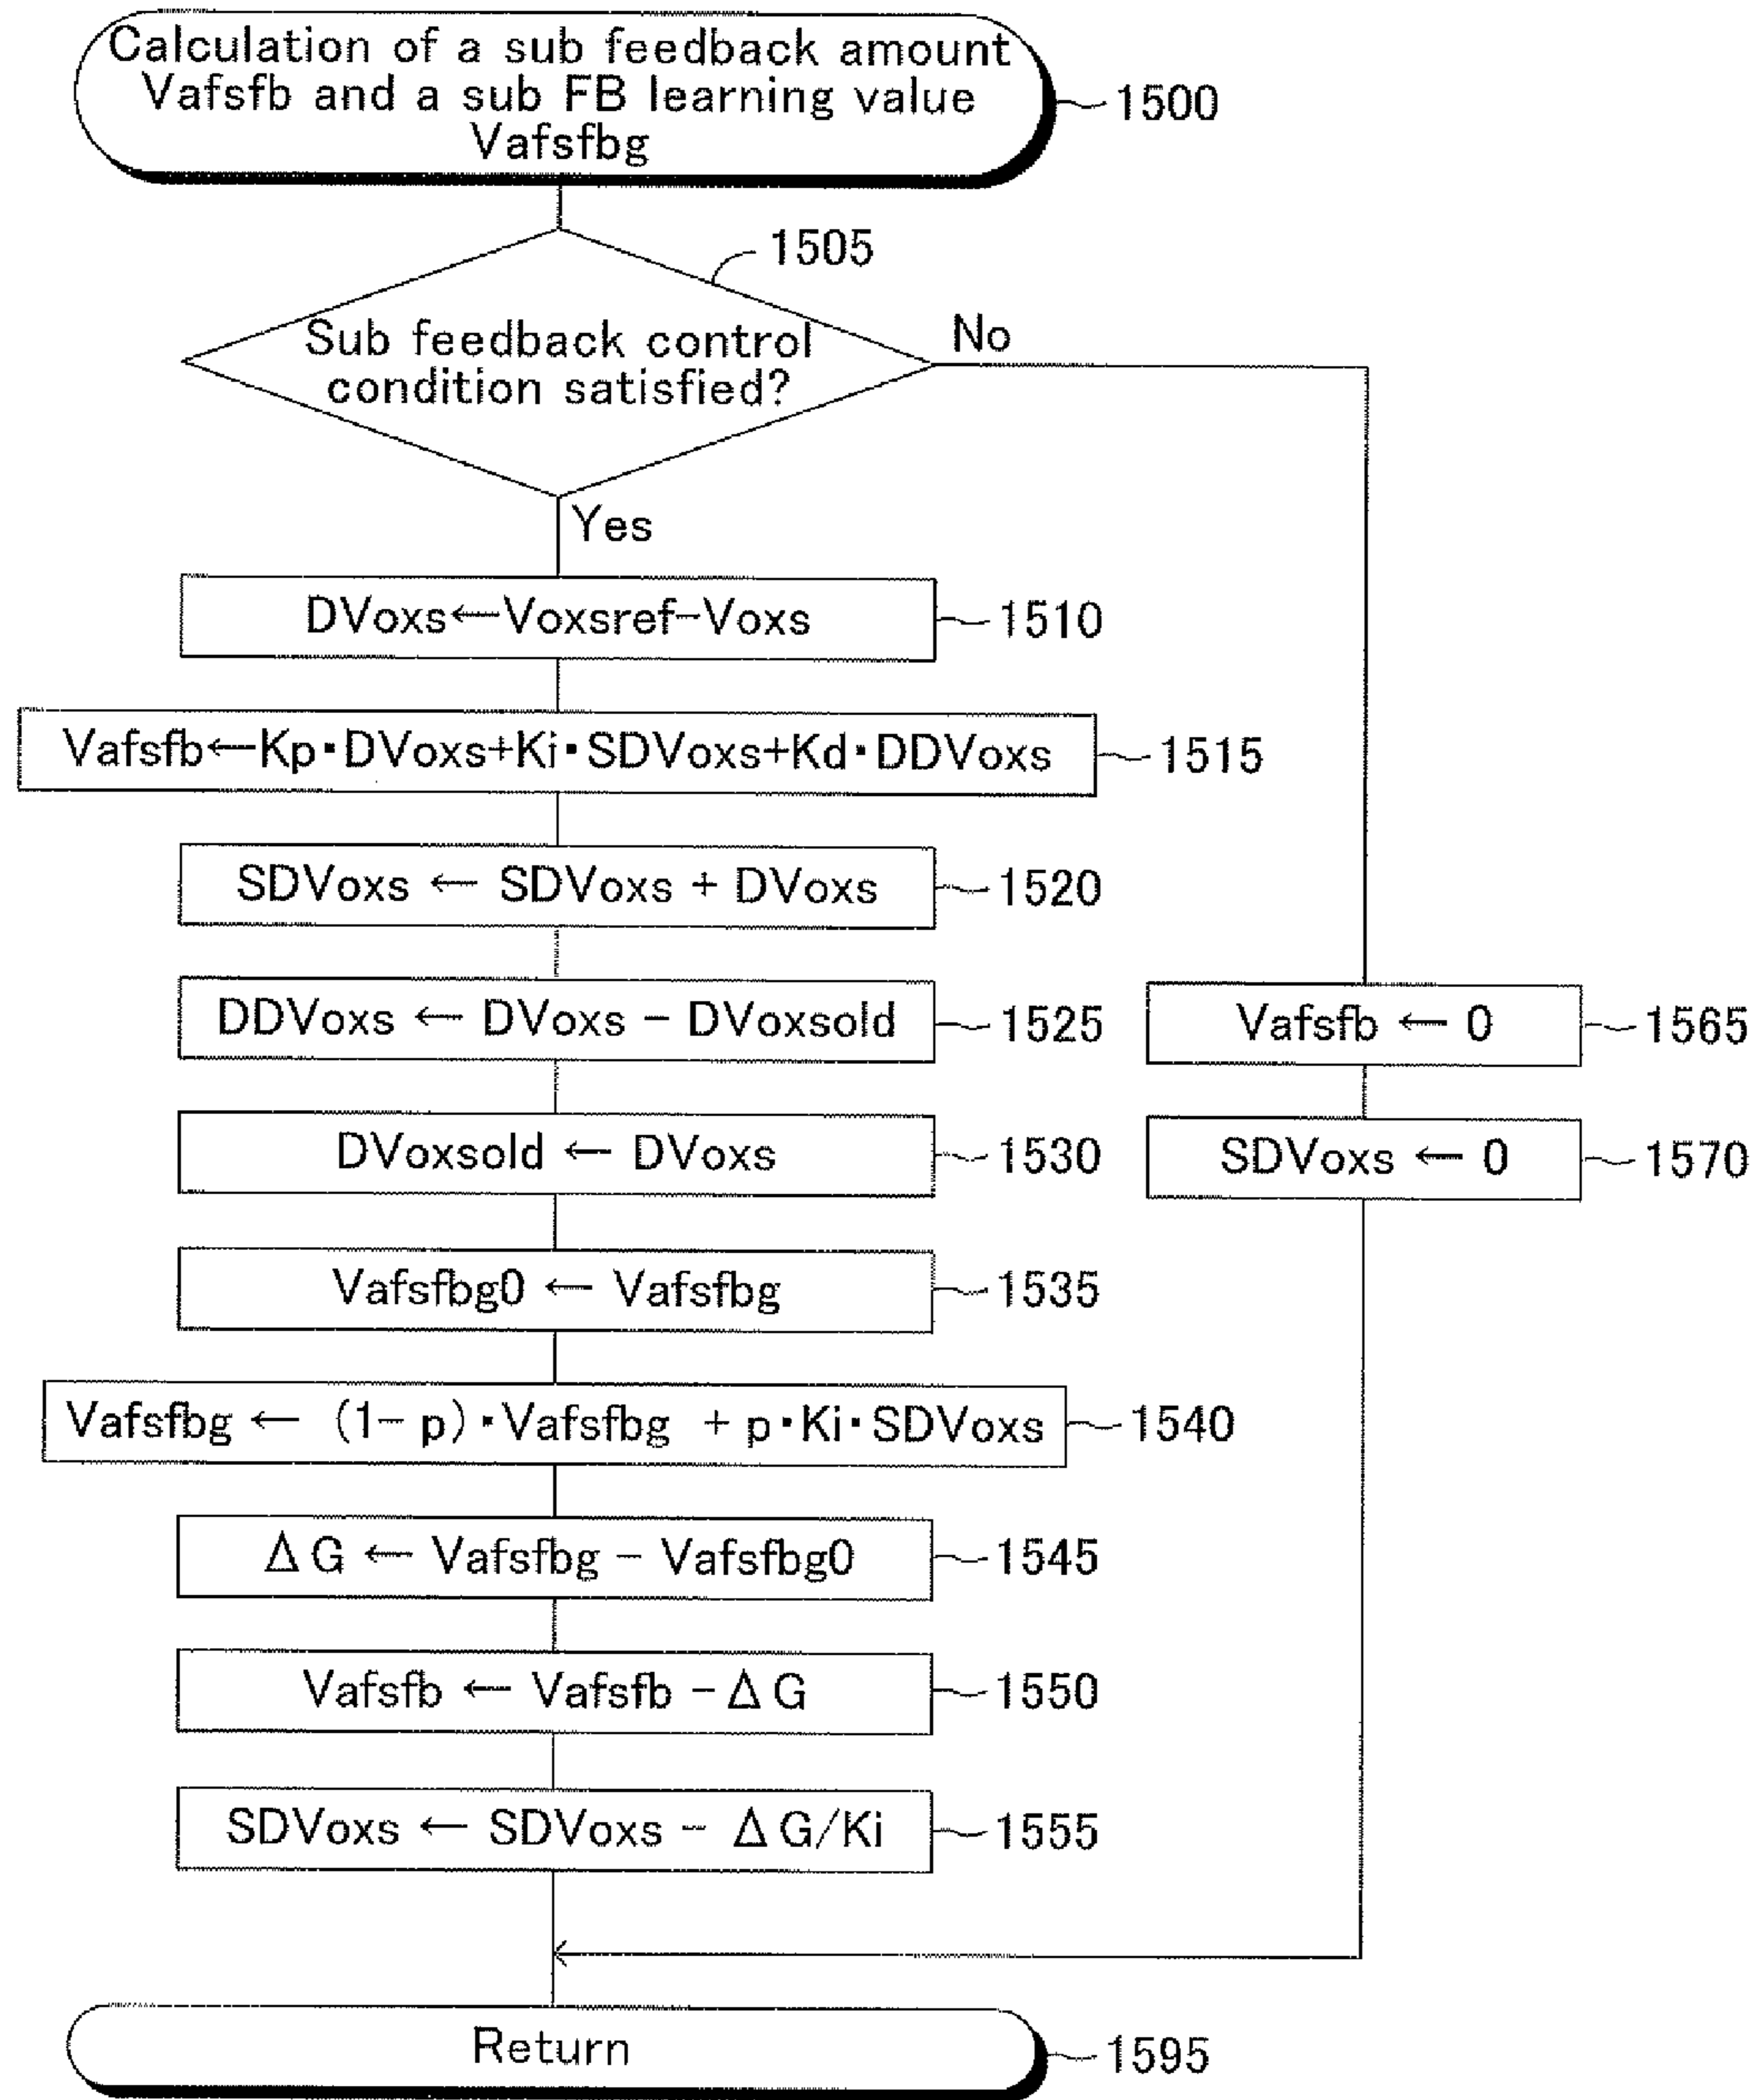 Calculation of a sub feedback amount
Vafsfb and a sub FB learning value
Vafsfbg
1500
1505
Sub feedback control
condition satisfied?
No
Yes
DVoxs←Voxsref-Voxs
1510
Vafsfb←Kp・DVoxs+Ki・SDVoxs+Kd・DDVoxs
1515
SDVoxs ← SDVoxs + DVoxs
1520
DDVoxs ← DVoxs - DVoxsold
1525
Vafsfb ← 0
1565
DVoxsold ← DVoxs
1530
SDVoxs ← 0
1570
Vafsfbg0 ← Vafsfbg
1535
Vafsfbg ← (1- p)・Vafsfbg + p・Ki・SDVoxs
1540
ΔG ← Vafsfbg - Vafsfbg0
1545
Vafsfb ← Vafsfb - ΔG
1550
SDVoxs ← SDVoxs - ΔG/Ki
1555
Return
1595